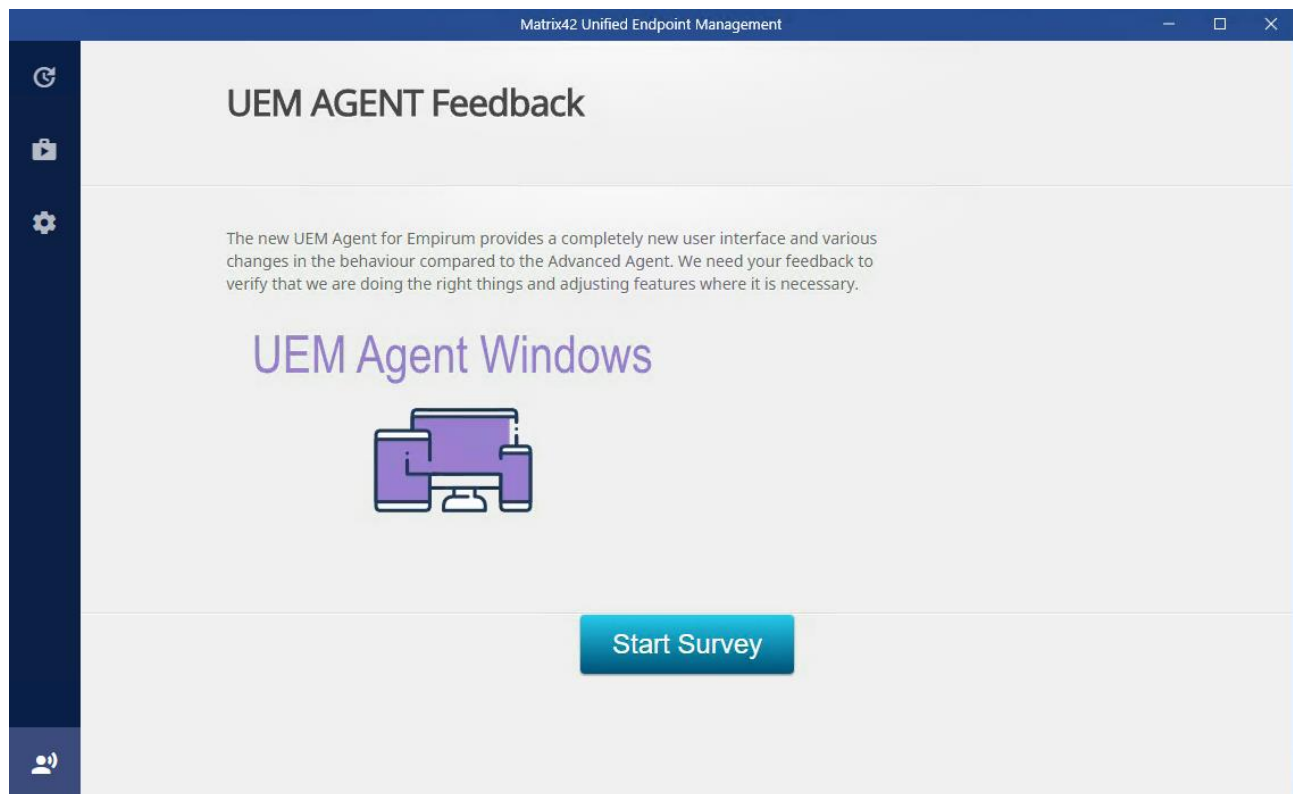 Matrix42 Unified Endpoint Management
UEM AGENT Feedback
The new UEM Agent for Empirum provides a completely new user interface and various
changes in the behaviour compared to the Advanced Agent. We need your feedback to
verify that we are doing the right things and adjusting features where it is necessary.
UEM Agent Windows
Start Survey